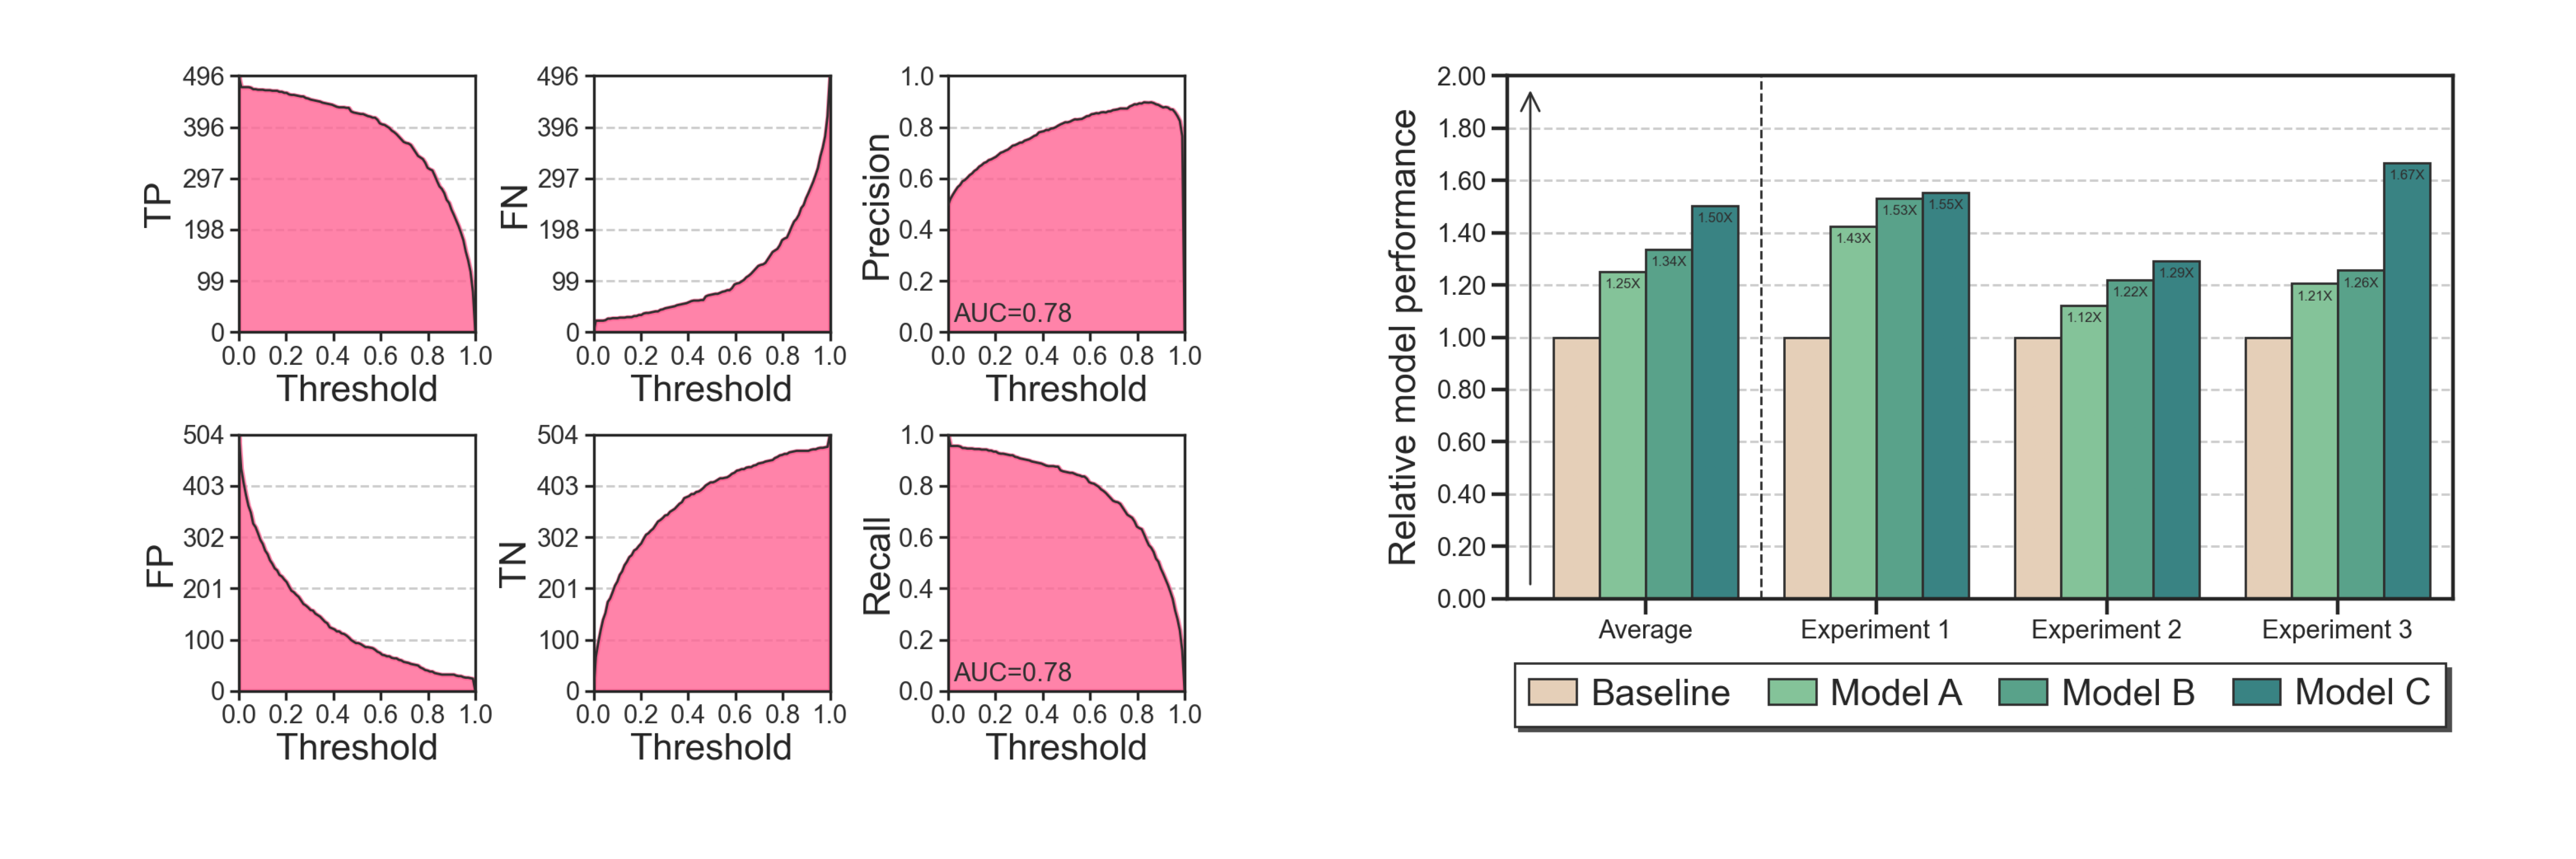 TP
496
396
297
198
99
0
0.0 0.2 0.4 0.6 0.8 1.0
Threshold
FN
496
396
297
198
99
0
0.0 0.2 0.4 0.6 0.8 1.0
Threshold
Precision
1.0
0.8
0.6
0.4
0.2
0.0
AUC=0.78
0.0 0.2 0.4 0.6 0.8 1.0
Threshold
FP
504
403
302
201
100
0
0.0 0.2 0.4 0.6 0.8 1.0
Threshold
TN
504
403
302
201
100
0
0.0 0.2 0.4 0.6 0.8 1.0
Threshold
Recall
1.0
0.8
0.6
0.4
0.2
0.0
AUC=0.78
0.0 0.2 0.4 0.6 0.8 1.0
Threshold
Relative model performance
2.00
1.80
1.60
1.40
1.20
1.00
0.80
0.60
0.40
0.20
0.00
1.25X
1.34X
1.50X
1.43X
1.53X
1.55X
1.12X
1.22X
1.29X
1.21X
1.26X
1.67X
Average Experiment 1 Experiment 2 Experiment 3
Baseline Model A Model B Model C